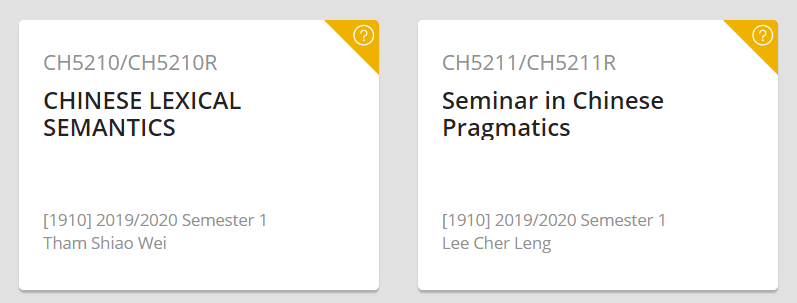 CH5210/CH5210R
CHINESE LEXICAL
SEMANTICS
[1910] 2019/2020 Semester 1
Tham Shiao Wei
CH5211/CH5211R
Seminar in Chinese
Pragmatics
[1910] 2019/2020 Semester 1
Lee Cher Leng